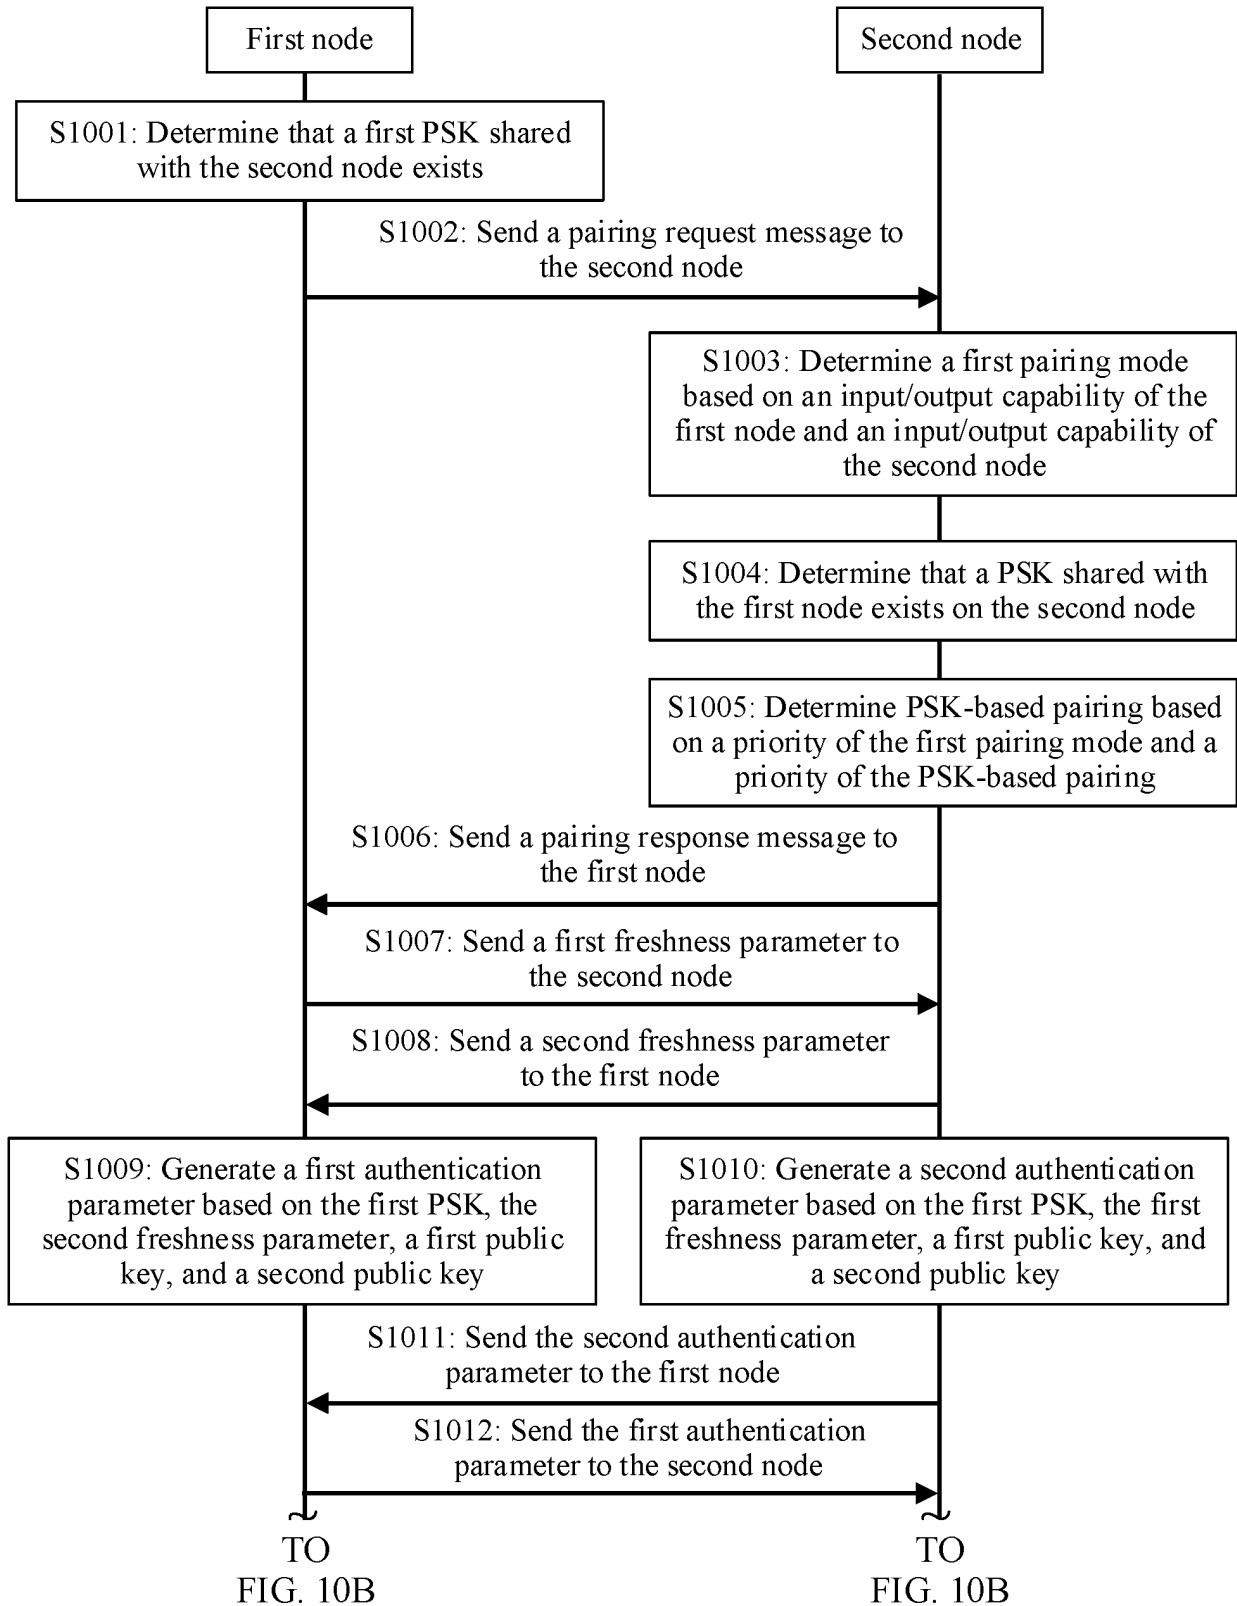 First node
Second node
S1001: Determine that a first PSK shared
with the second node exists
S1002: Send a pairing request message to
the second node
S1003: Determine a first pairing mode
based on an input/output capability of the
first node and an input/output capability of
the second node
S1004: Determine that a PSK shared with
the first node exists on the second node
S1005: Determine PSK-based pairing based
on a priority of the first pairing mode and a
priority of the PSK-based pairing
S1006: Send a pairing response message to
the first node
S1007: Send a first freshness parameter to
the second node
S1008: Send a second freshness parameter
to the first node
S1009: Generate a first authentication
parameter based on the first PSK, the
second freshness parameter, a first public
key, and a second public key
S1010: Generate a second authentication
parameter based on the first PSK, the first
freshness parameter, a first public key, and
a second public key
S1011: Send the second authentication
parameter to the first node
S1012: Send the first authentication
parameter to the second node
TO
FIG. 10B
TO
FIG. 10B